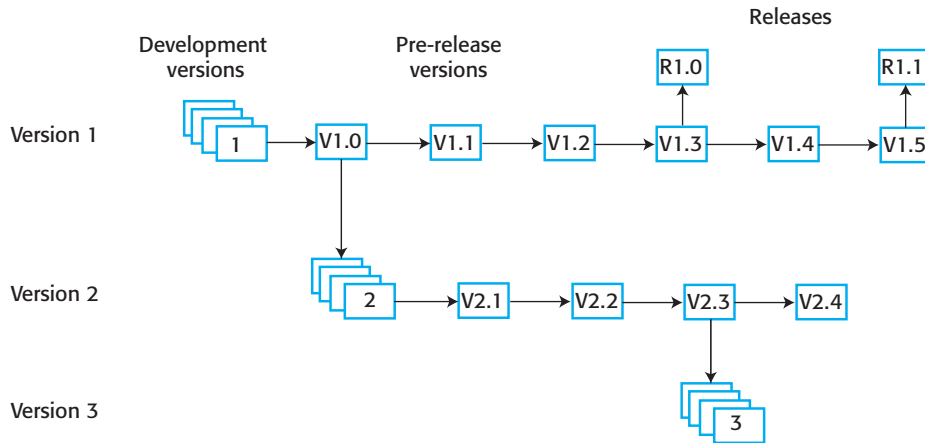 Releases
Development
versions
Pre-release
versions
R1.0
R1.1
Version 1
1
V1.0
V1.1
V1.2
V1.3
V1.4
V1.5
Version 2
2
V2.1
V2.2
V2.3
V2.4
Version 3
3